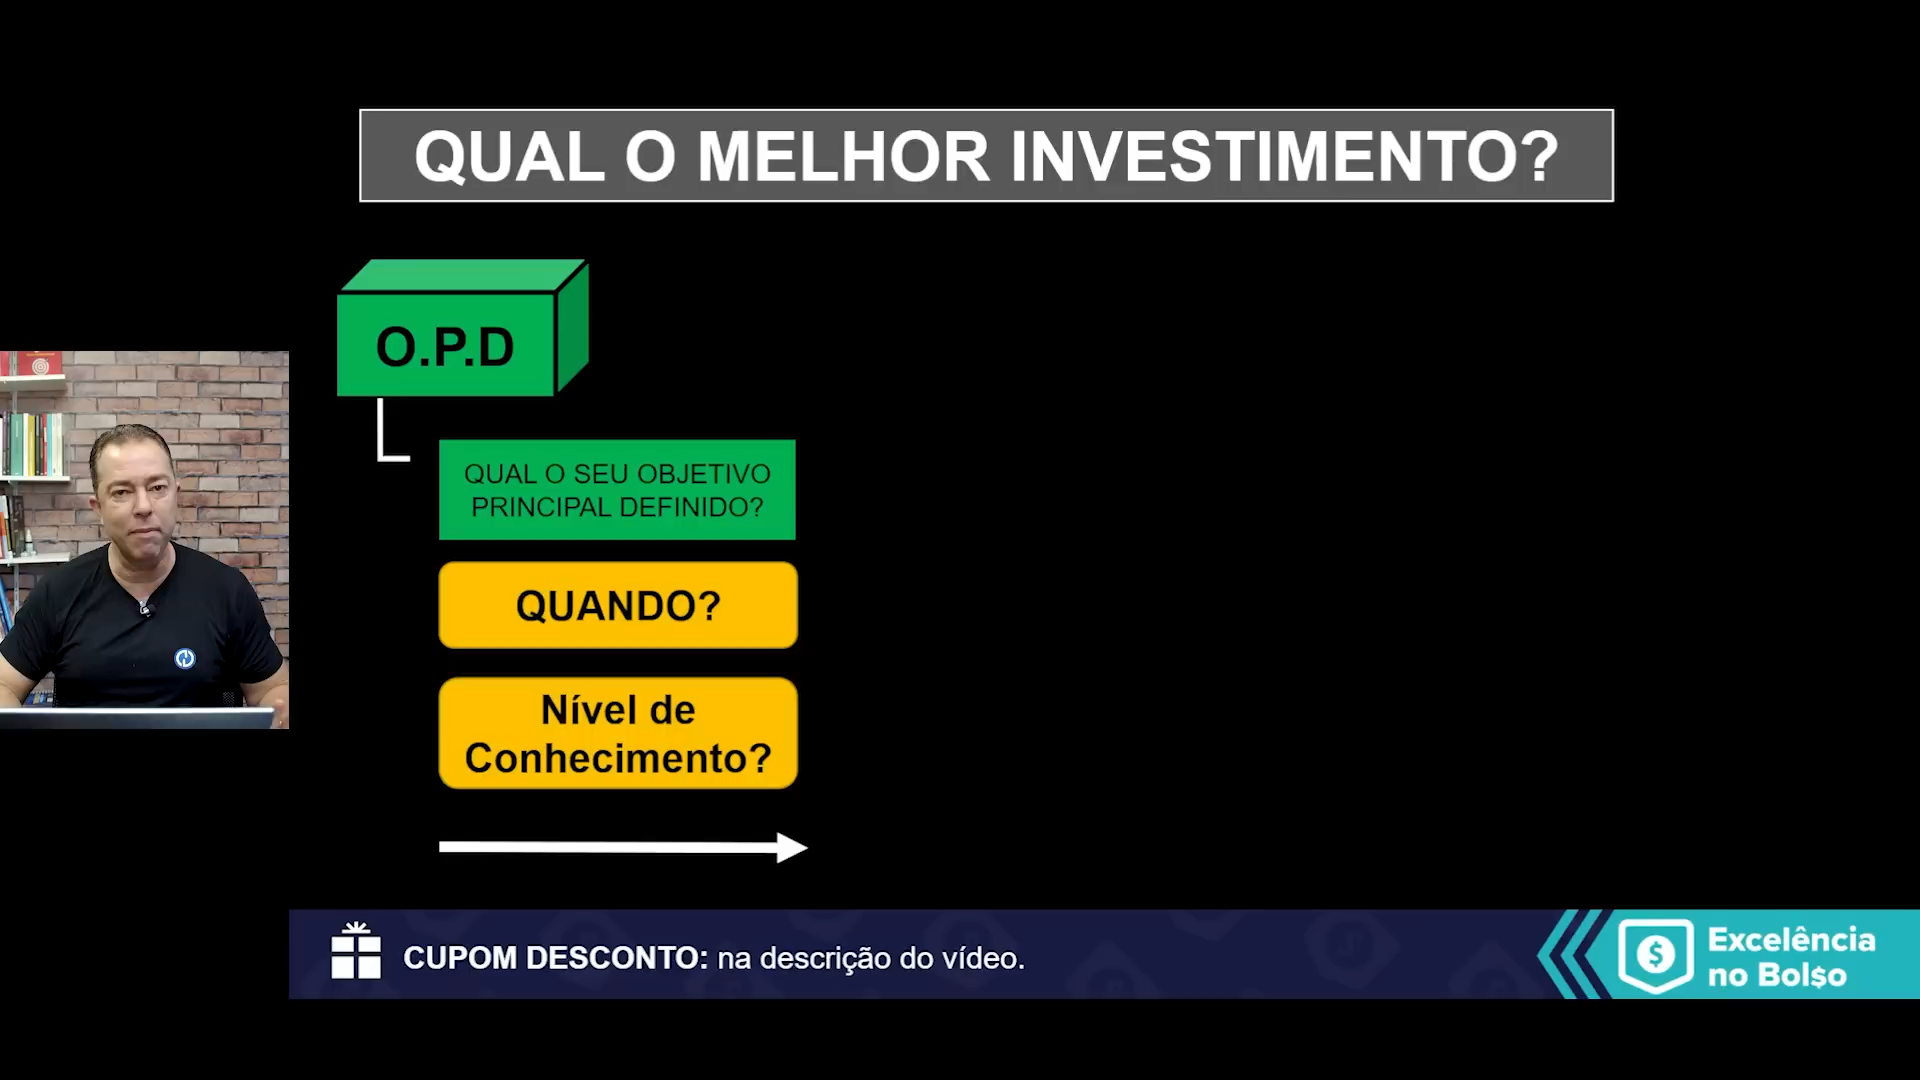 QUAL O MELHOR INVESTIMENTO?
O.P.D
QUAL O SEU OBJETIVO
PRINCIPAL DEFINIDO?
QUANDO?
Nível de
Conhecimento?
CUPOM DESCONTO: na descrição do vídeo.
Excelência
no Bol$o